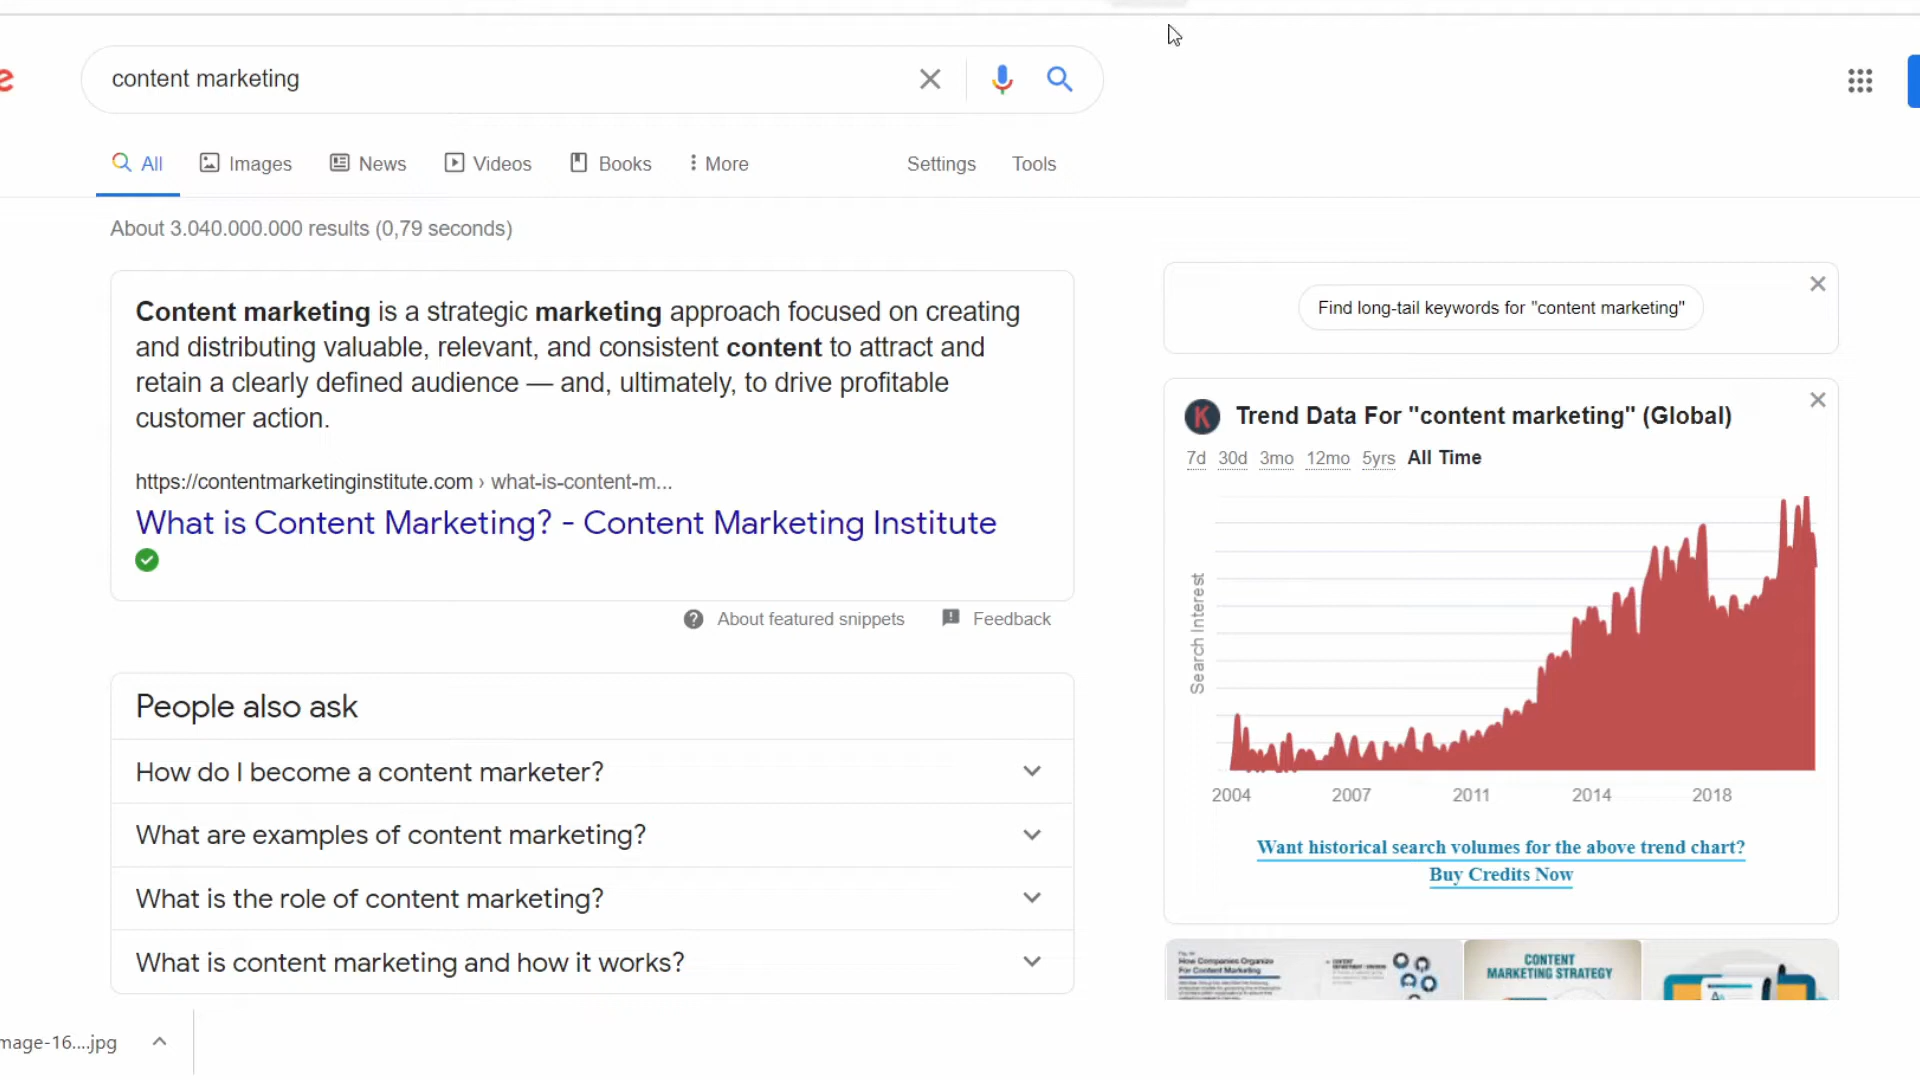 e
content marketing
All
Images
News
Videos
Books
More
Settings
Tools
About 3.040.000.000 results (0,79 seconds)
Content marketing is a strategic marketing approach focused on creating
and distributing valuable, relevant, and consistent content to attract and
retain a clearly defined audience — and, ultimately, to drive profitable
customer action.
https://contentmarketinginstitute.com › what-is-content-m...
What is Content Marketing? - Content Marketing Institute
About featured snippets
Feedback
People also ask
How do I become a content marketer?
What are examples of content marketing?
What is the role of content marketing?
What is content marketing and how it works?
Find long-tail keywords for "content marketing"
K
Trend Data For "content marketing" (Global)
7d 30d 3mo 12mo 5yrs All Time
Search Interest
2004 2007 2011 2014 2018
Want historical search volumes for the above trend chart?
Buy Credits Now
How Companies Organize
For Content Marketing
CONTENT
MARKETING STRATEGY
mage-16....jpg